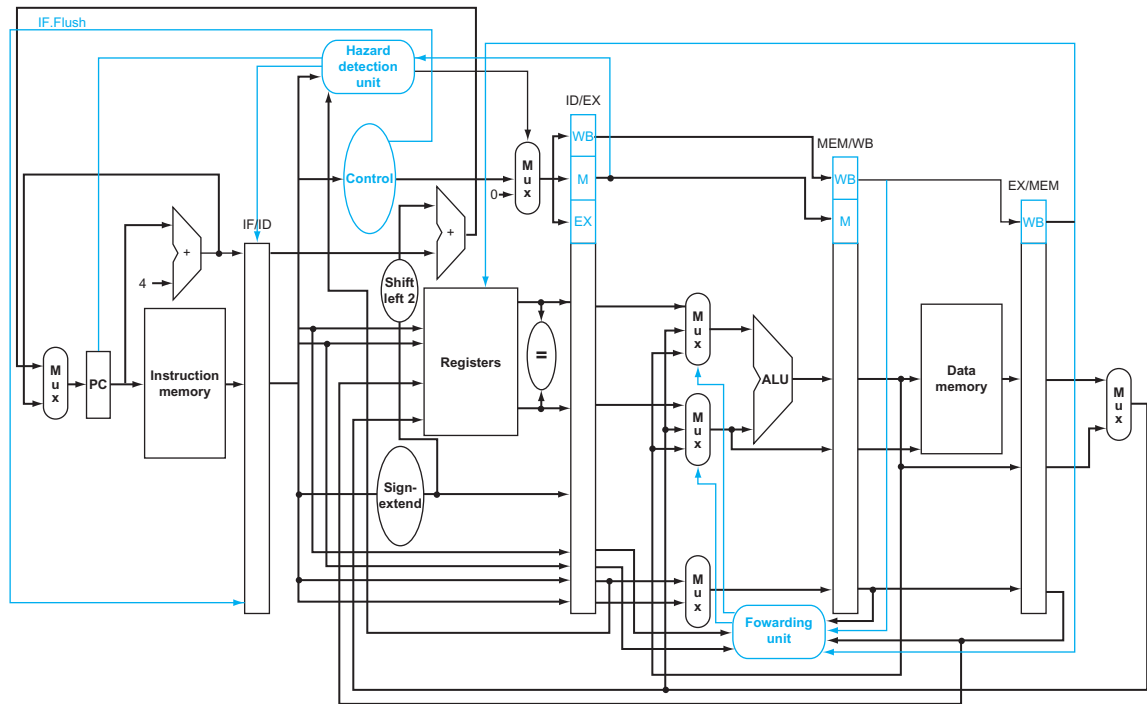 IF.Flush
Hazard
detection
unit
ID/EX
WB
MEM/WB
M
u
x
Control
M
WB
EX/MEM
0
EX
M
WB
IF/ID
+
+
4
Shift
left 2
M
u
x
M
u
x
PC
Instruction
memory
Registers
=
ALU
Data
memory
M
u
x
M
u
x
Sign-
extend
M
u
x
Fowarding
unit